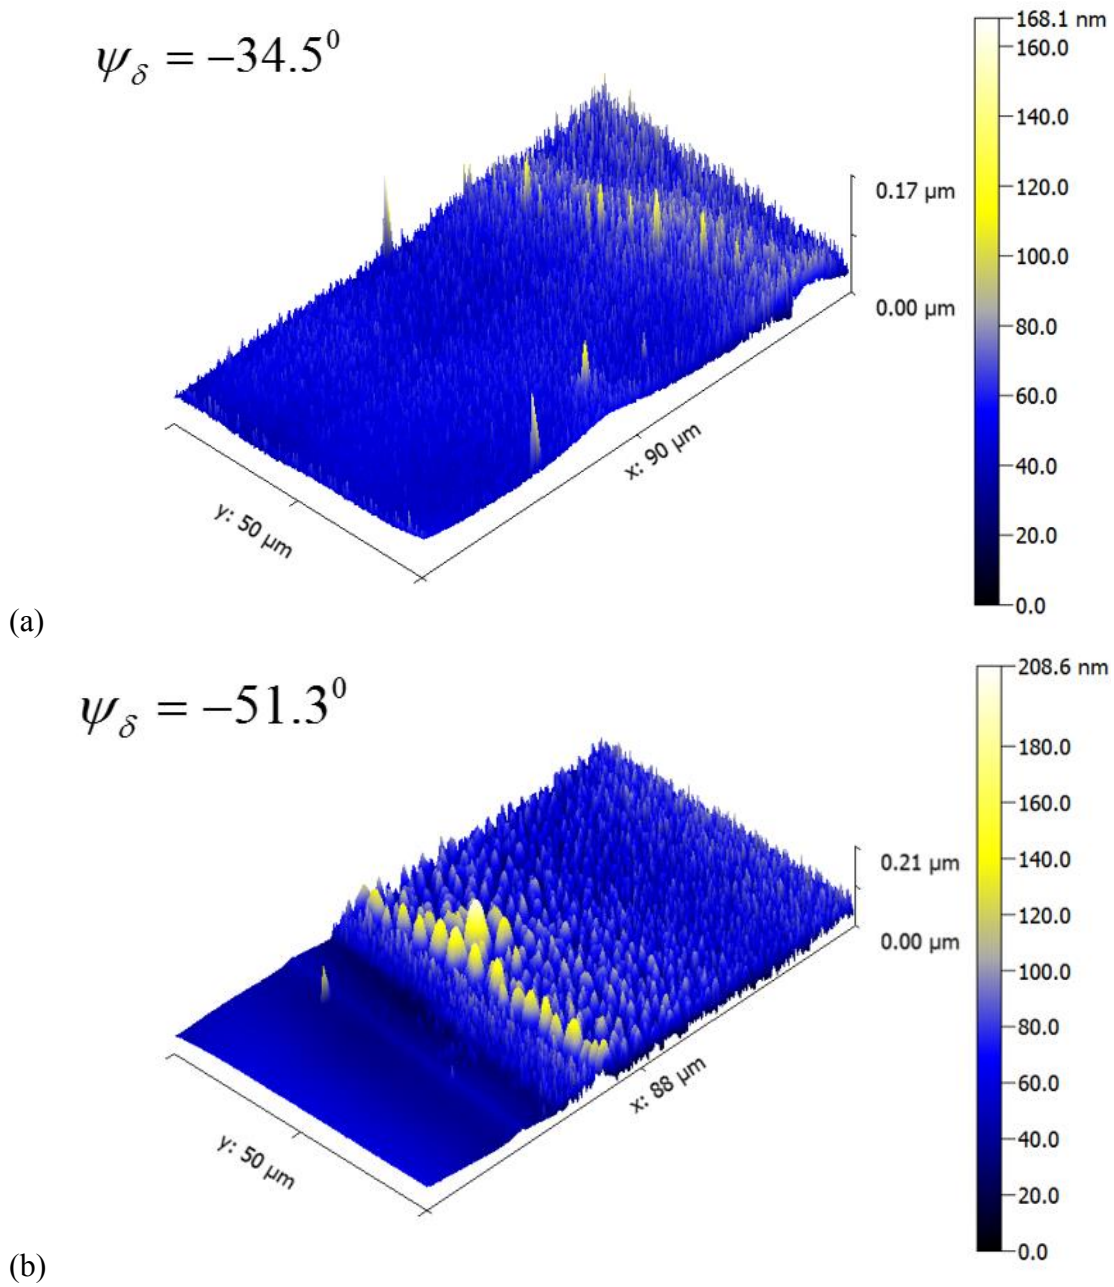 ψ_δ = −34.5⁰
168.1 nm
160.0
140.0
120.0
100.0
80.0
60.0
40.0
20.0
0.0
0.17 µm
0.00 µm
x: 90 µm
y: 50 µm
(a)
ψ_δ = −51.3⁰
208.6 nm
180.0
160.0
140.0
120.0
100.0
80.0
60.0
40.0
20.0
0.0
0.21 µm
0.00 µm
x: 88 µm
y: 50 µm
(b)